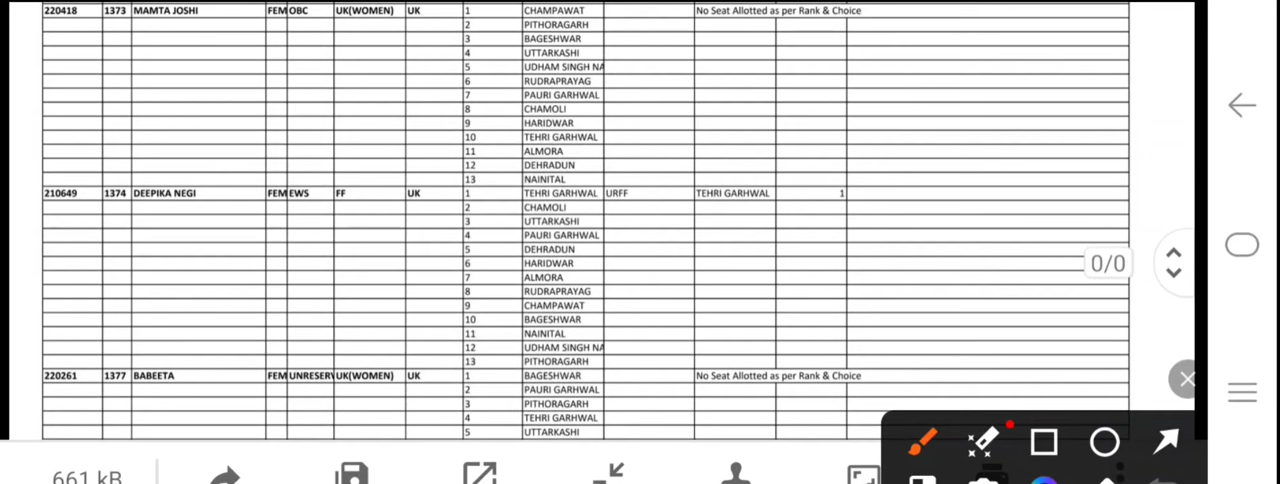 220418 1373 MAMTA JOSHI FEM OBC UK(WOMEN) UK 1 CHAMPAWAT No Seat Allotted as per Rank & Choice
2 PITHORAGARH
3 BAGESHWAR
4 UTTARKASHI
5 UDHAM SINGH NA
6 RUDRAPRAYAG
7 PAURI GARHWAL
8 CHAMOLI
9 HARIDWAR
10 TEHRI GARHWAL
11 ALMORA
12 DEHRADUN
13 NAINITAL
210649 1374 DEEPIKA NEGI FEM EWS FF UK 1 TEHRI GARHWAL URFF TEHRI GARHWAL 1
2 CHAMOLI
3 UTTARKASHI
4 PAURI GARHWAL
5 DEHRADUN
6 HARIDWAR
7 ALMORA
8 RUDRAPRAYAG
9 CHAMPAWAT
10 BAGESHWAR
11 NAINITAL
12 UDHAM SINGH NA
13 PITHORAGARH
0/0
220261 1377 BABEETA FEM UNRESERV UK(WOMEN) UK 1 BAGESHWAR No Seat Allotted as per Rank & Choice
2 PAURI GARHWAL
3 PITHORAGARH
4 TEHRI GARHWAL
5 UTTARKASHI
661 kB